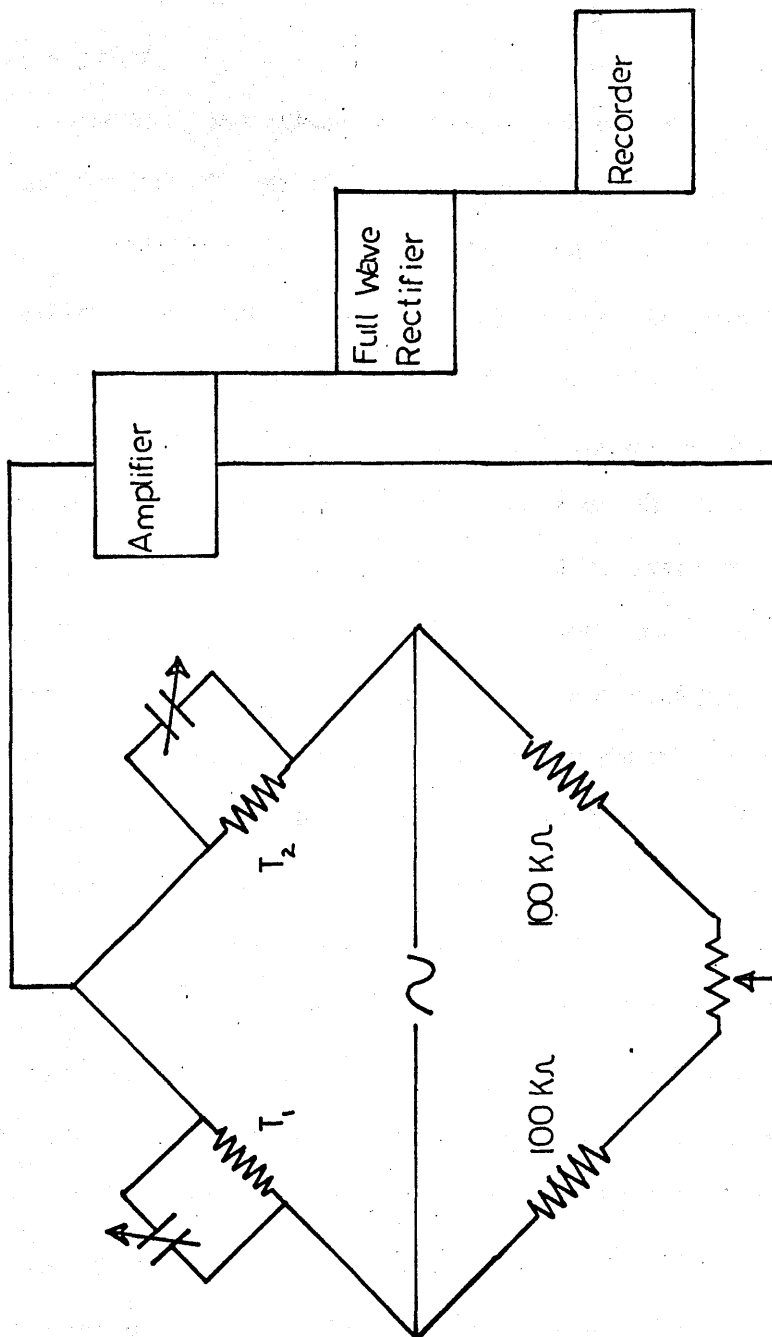 Amplifier
Full Wave
Rectifier
Recorder
T₁
T₂
100 KΩ
100 KΩ